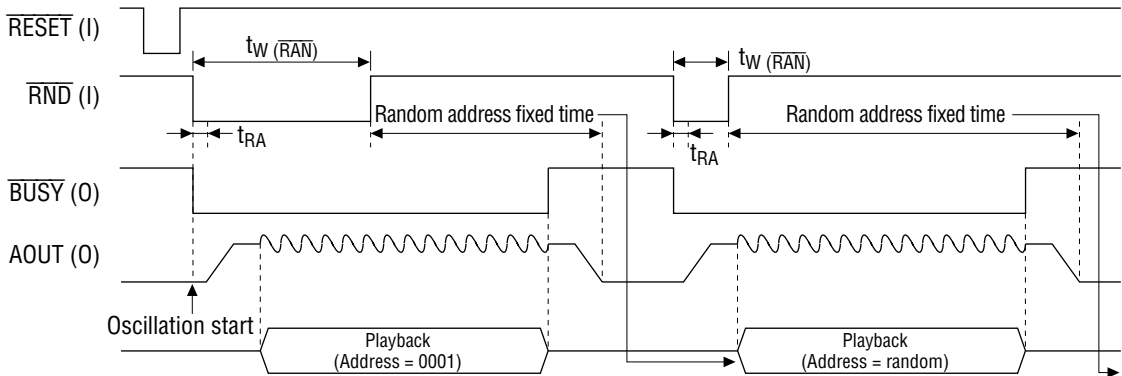 RESET (I)
tW (RAN)
tW (RAN)
RND (I)
Random address fixed time
Random address fixed time
tRA
tRA
BUSY (O)
AOUT (O)
Oscillation start
Playback
(Address = 0001)
Playback
(Address = random)